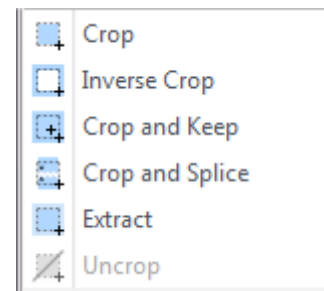 Crop
Inverse Crop
Crop and Keep
Crop and Splice
Extract
Uncrop